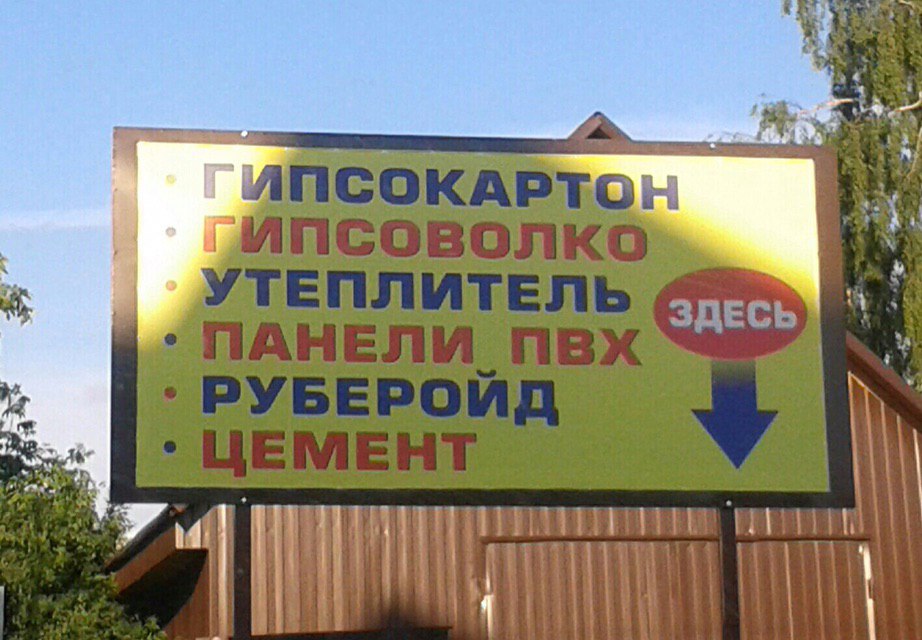 • ГИПСОКАРТОН
• ГИПСОВОЛКО
• УТЕПЛИТЕЛЬ
• ПАНЕЛИ ПВХ
• РУБЕРОЙД
• ЦЕМЕНТ
ЗДЕСЬ